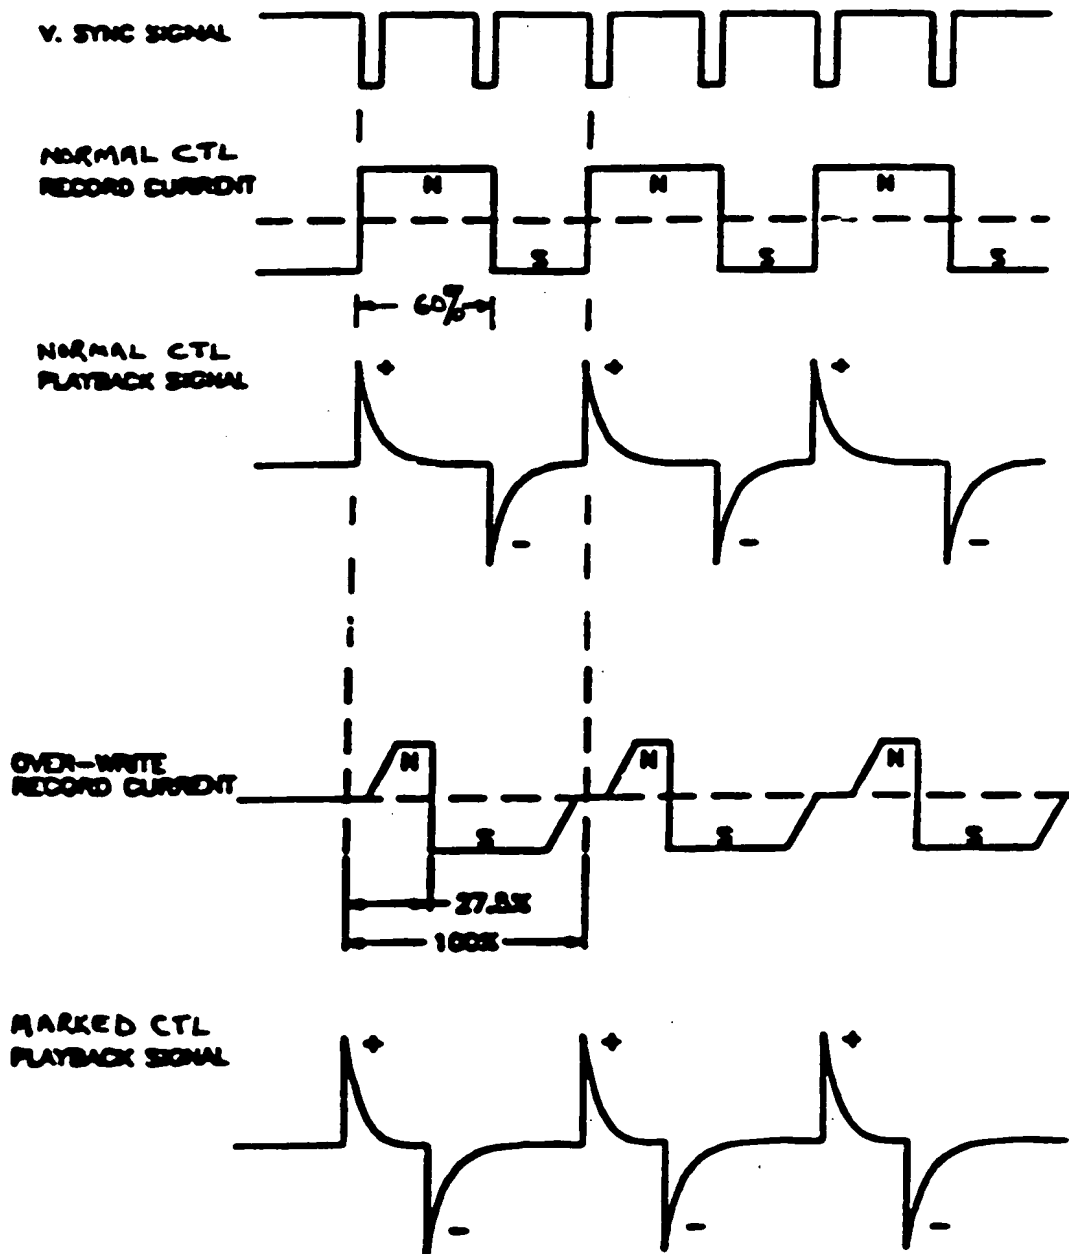 V. SYNC SIGNAL
NORMAL CTL
RECORD CURRENT
N N N
S S S
60%
NORMAL CTL
PLAYBACK SIGNAL
+ + +
- - -
OVER-WRITE
RECORD CURRENT
N N N
S S S
27.8%
100%
MARKED CTL
PLAYBACK SIGNAL
+ + +
- - -